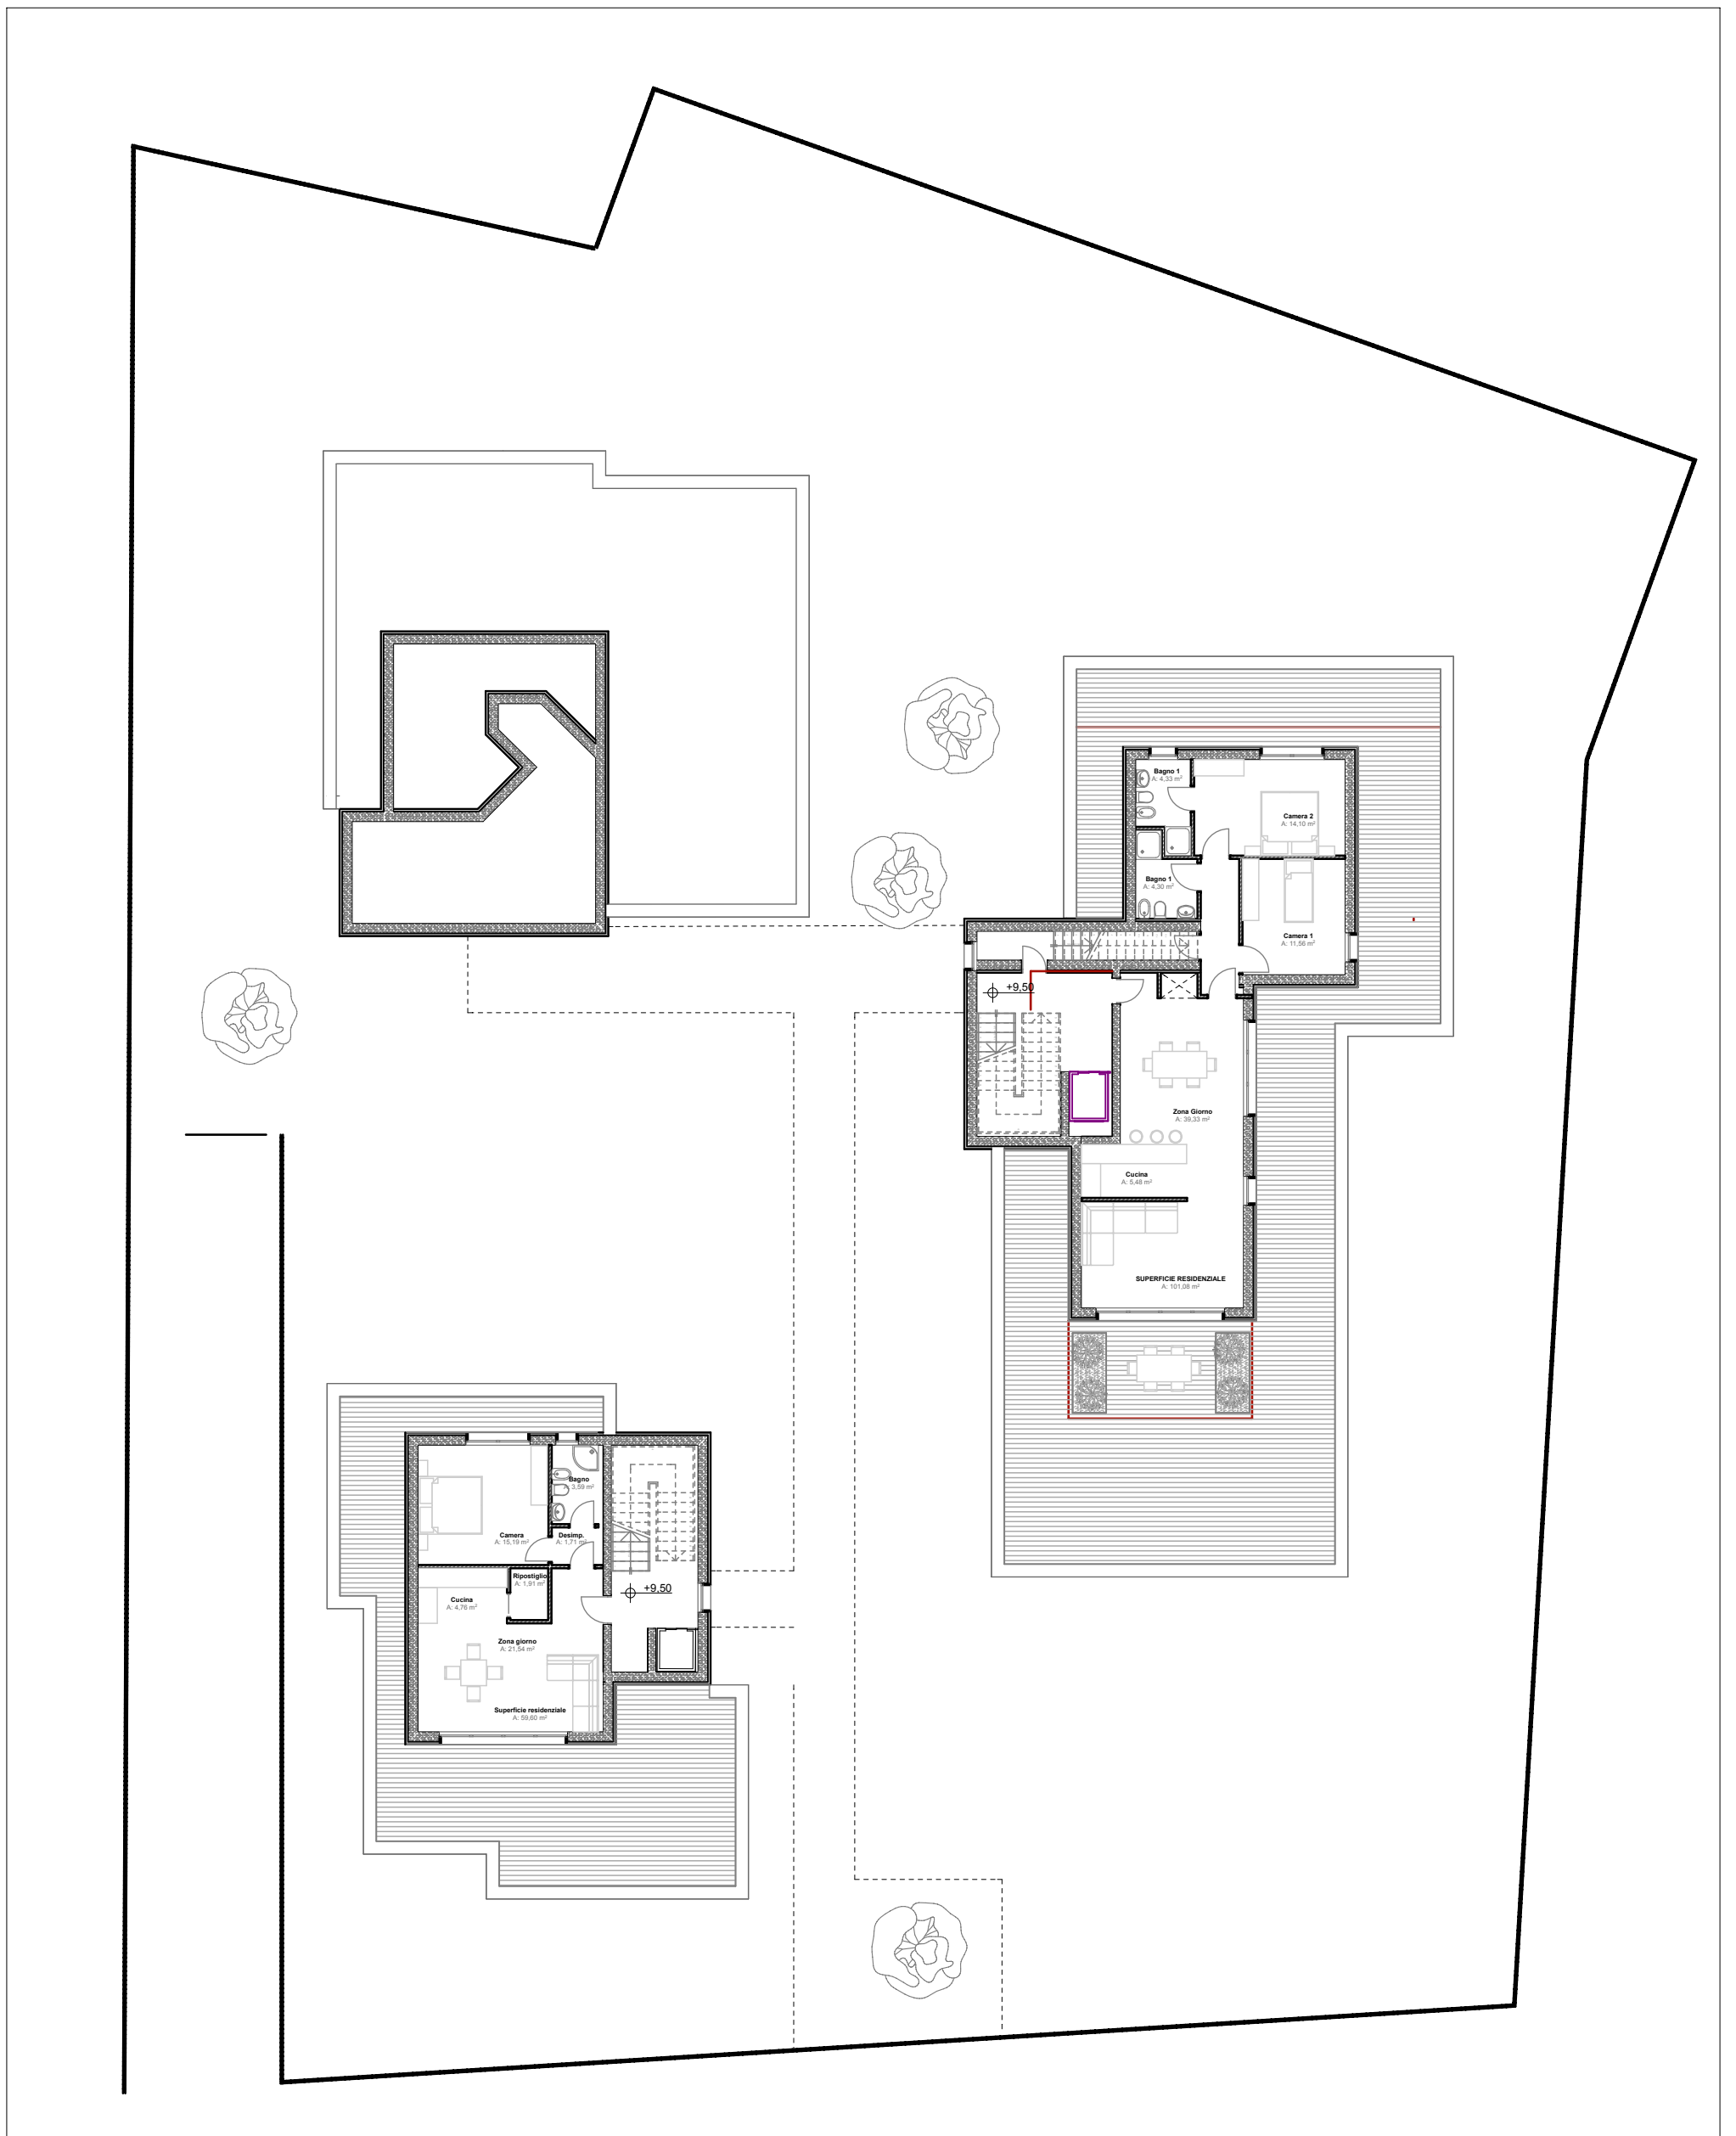 Bagno 1
A: 4,33 m²
Camera 2
A: 14,10 m²
Bagno 1
A: 4,30 m²
Camera 1
A: 11,56 m²
+9,50
Zona Giorno
A: 39,33 m²
Cucina
A: 5,48 m²
SUPERFICIE RESIDENZIALE
A: 101,08 m²
Bagno
A: 3,59 m²
Camera
A: 15,19 m²
Desimp.
A: 1,71 m²
Ripostiglio
A: 1,91 m²
+9,50
Cucina
A: 4,76 m²
Zona giorno
A: 21,54 m²
Superficie residenziale
A: 59,60 m²